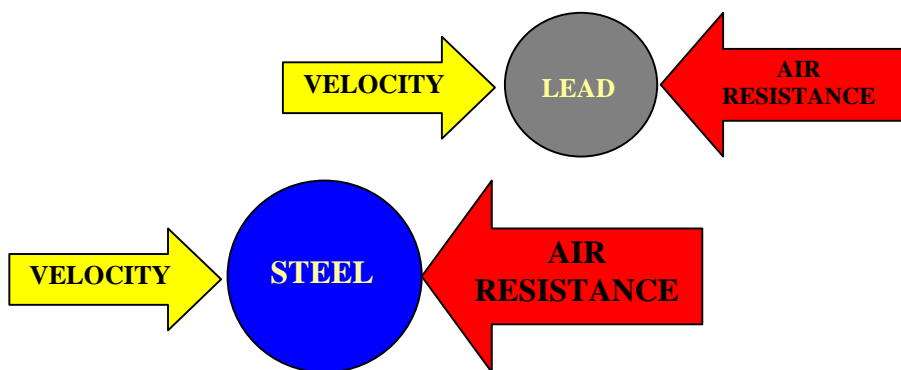 VELOCITY
LEAD
AIR
RESISTANCE
VELOCITY
STEEL
AIR
RESISTANCE